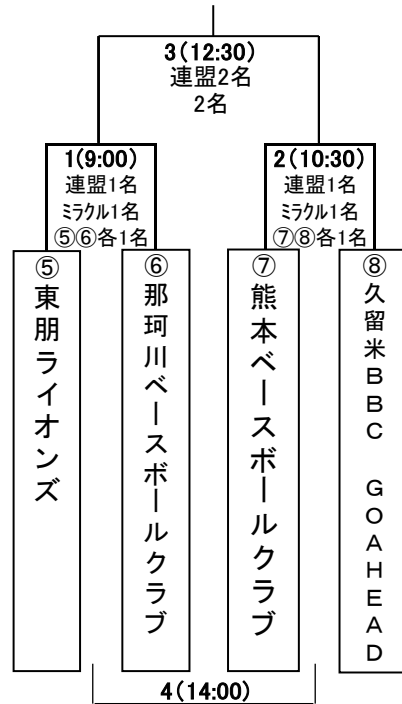 3(12:30)
連盟2名
2名
1(9:00)
連盟1名
ﾐﾗｸﾙ1名
⑤⑥各1名
2(10:30)
連盟1名
ﾐﾗｸﾙ1名
⑦⑧各1名
⑤東朋ライオンズ
⑥那珂川ベースボールクラブ
⑦熊本ベースボールクラブ
⑧久留米ＢＢＣ　ＧＯＡＨＥＡＤ
4(14:00)